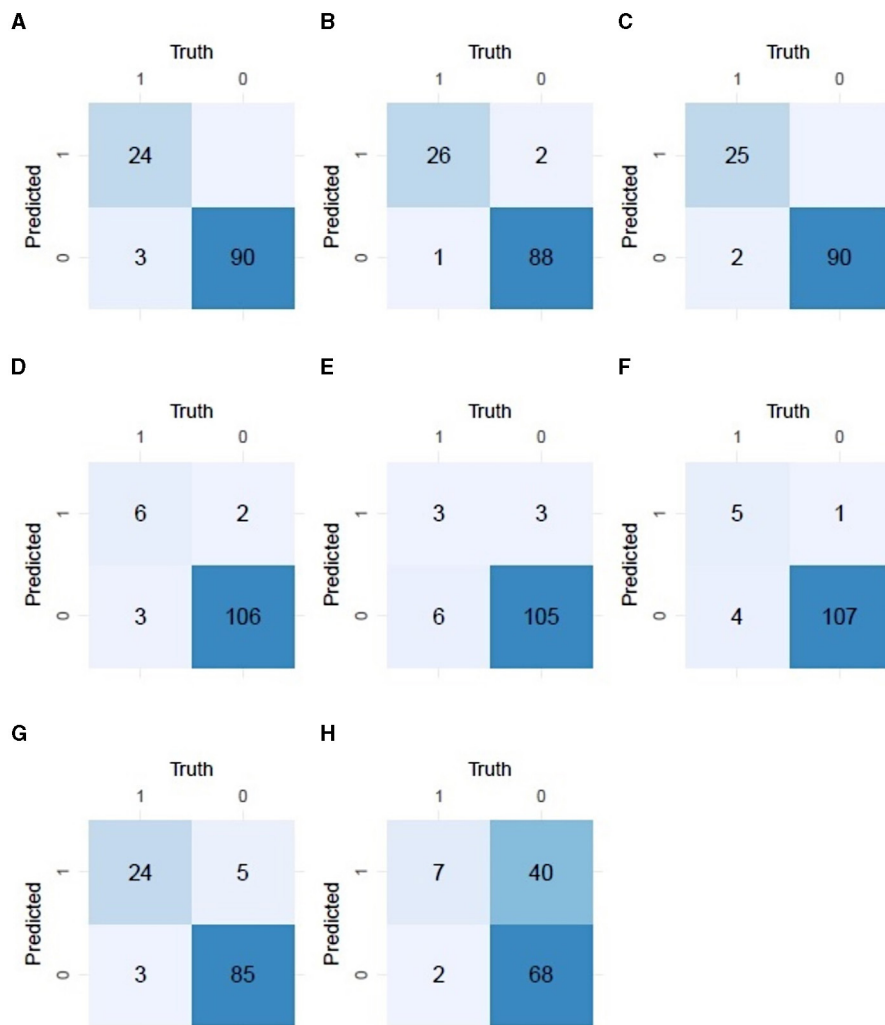 A B C
Truth Truth Truth
1 0 1 0 1 0
Predicted 1 24 Predicted 1 26 2 Predicted 1 25
0 3 90 0 1 88 0 2 90
D E F
Truth Truth Truth
1 0 1 0 1 0
Predicted 1 6 2 Predicted 1 3 3 Predicted 1 5 1
0 3 106 0 6 105 0 4 107
G H
Truth Truth
1 0 1 0
Predicted 1 24 5 Predicted 1 7 40
0 3 85 0 2 68